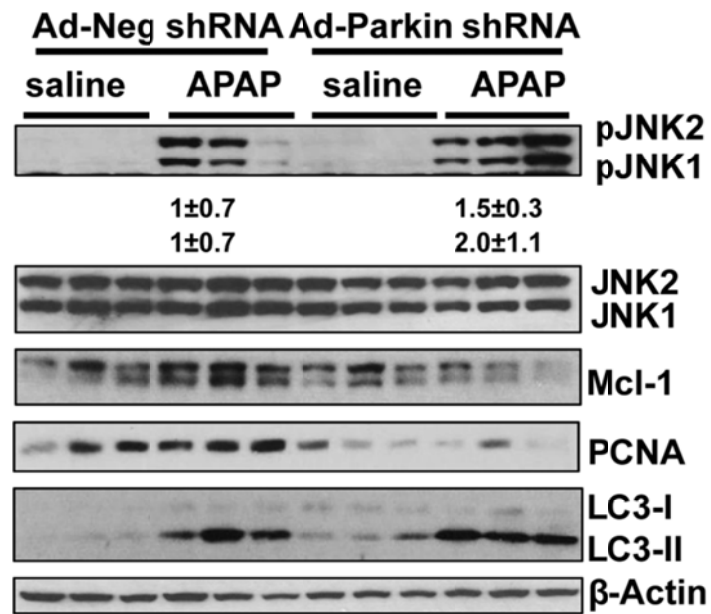 Ad-Neg shRNA Ad-Parkin shRNA
saline APAP saline APAP
pJNK2
pJNK1
1±0.7 1.5±0.3
1±0.7 2.0±1.1
JNK2
JNK1
Mcl-1
PCNA
LC3-I
LC3-II
β-Actin